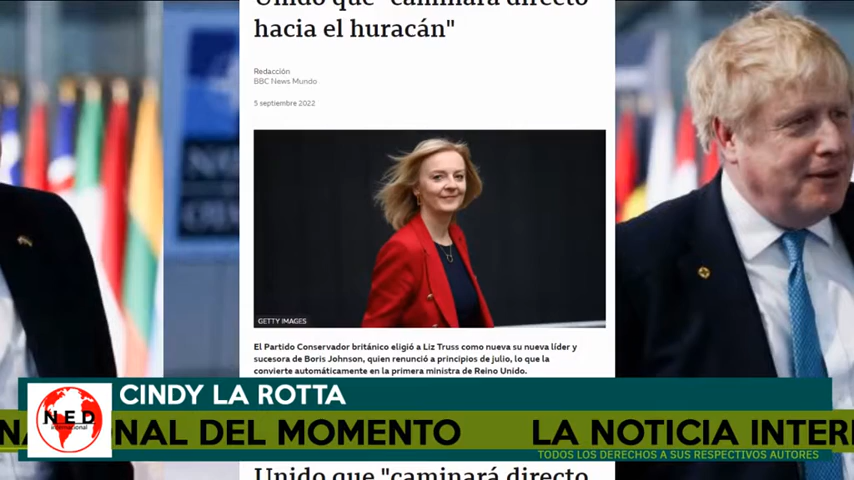 Unido que "caminará directo
hacia el huracán"
Redacción
BBC News Mundo
5 septiembre 2022
GETTY IMAGES
El Partido Conservador británico eligió a Liz Truss como nueva su nueva líder y
sucesora de Boris Johnson, quien renunció a principios de julio, lo que la
convierte automáticamente en la primera ministra de Reino Unido.
CINDY LA ROTTA
NED
international
NAL DEL MOMENTO LA NOTICIA INTER
TODOS LOS DERECHOS A SUS RESPECTIVOS AUTORES
Unido que "caminará directo